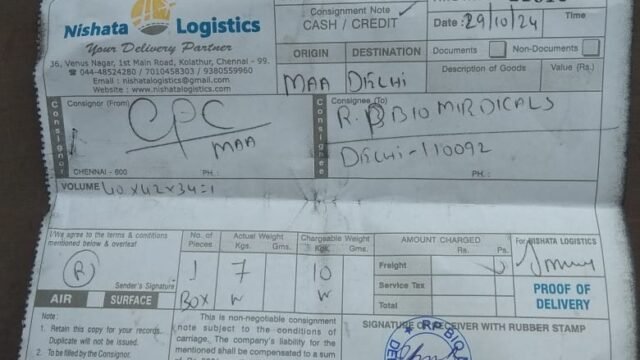 Nishata Logistics
Your Delivery Partner
36, Venus Nagar, 1st Main Road, Kolathur, Chennai - 99.
☎ 044-48524280 / 7010458303 / 9380559960
Email : nishatalogistics@gmail.com
Website : www.nishatalogistics.com
Consignment Note
CASH / CREDIT
Date : 29/10/24
Time
ORIGIN
DESTINATION
MAA
DELHI
Documents
Non-Documents
Description of Goods
Value (Rs.)
Consignor
Consignor (From)
CPC
MAA
CHENNAI - 600
PH. :
Consignee
Consignee (To)
R.P BIO MIRDICALS
DELHI-110092
PH. :
VOLUME 40x42x34=1
I/We agree to the terms & conditions
mentioned below & overleaf
Sender's Signature
AIR
SURFACE
No. of
Pieces
1
BOX
Actual Weight
Kgs.
Gms.
7
W
Chargeable Weight
Kgs.
Gms.
10
W
AMOUNT CHARGED
Rs.
Ps.
Freight
Service Tax
Total
For NISHATA LOGISTICS
PROOF OF
DELIVERY
Note :
1. Retain this copy for your records.
Duplicate will not be issued.
2. To be filled by the Consignor.
This is non-negotiable consignment
note subject to the conditions of
carriage. The company's liability for
the mentioned shall be compensated to a sum
SIGNATURE OF RECEIVER WITH RUBBER STAMP